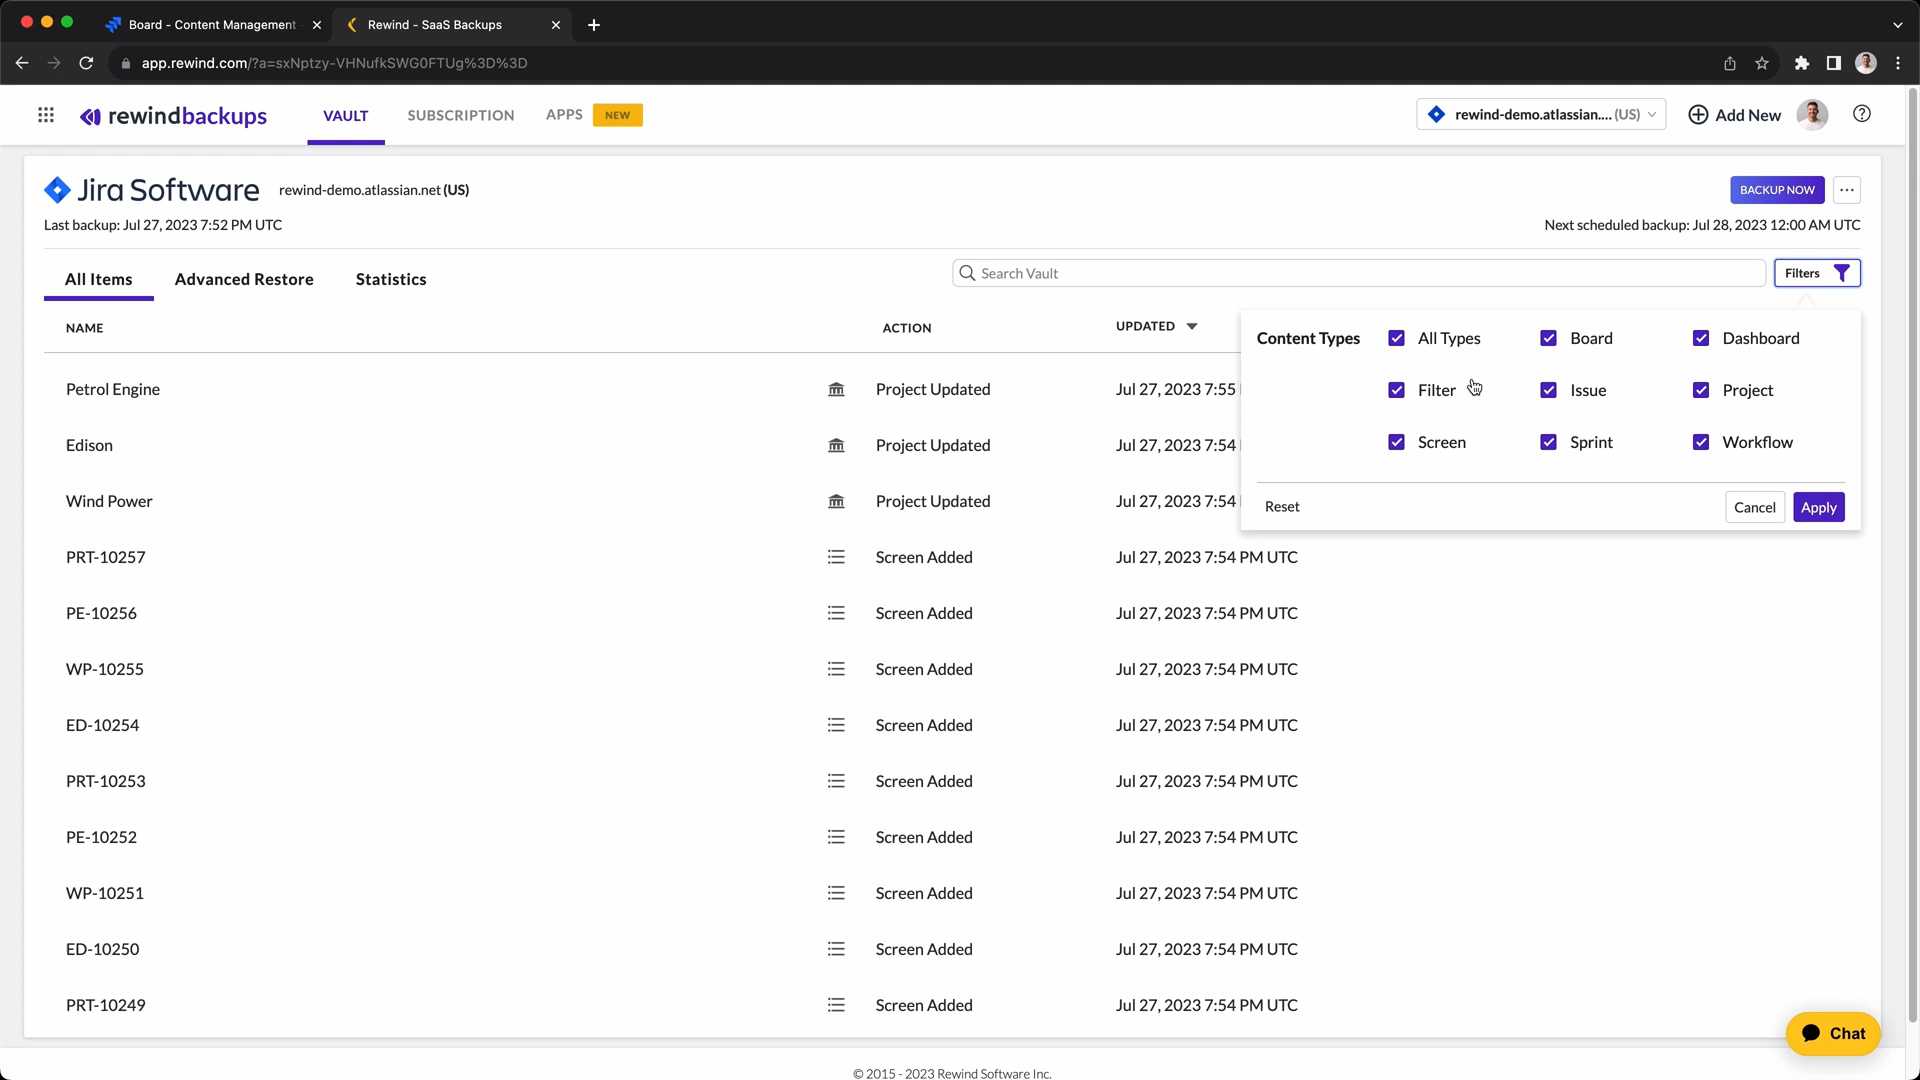 Board - Content Management
Rewind - SaaS Backups
app.rewind.com/?a=sxNptzy-VHNufkSWG0FTUg%3D%3D
rewindbackups
VAULT
SUBSCRIPTION
APPS
NEW
rewind-demo.atlassian.... (US)
Add New
Jira Software
rewind-demo.atlassian.net (US)
BACKUP NOW
Last backup: Jul 27, 2023 7:52 PM UTC
Next scheduled backup: Jul 28, 2023 12:00 AM UTC
All Items
Advanced Restore
Statistics
Search Vault
Filters
NAME
ACTION
UPDATED
Content Types
All Types
Board
Dashboard
Filter
Issue
Project
Screen
Sprint
Workflow
Reset
Cancel
Apply
Petrol Engine
Project Updated
Jul 27, 2023 7:55
Edison
Project Updated
Jul 27, 2023 7:54
Wind Power
Project Updated
Jul 27, 2023 7:54
PRT-10257
Screen Added
Jul 27, 2023 7:54 PM UTC
PE-10256
Screen Added
Jul 27, 2023 7:54 PM UTC
WP-10255
Screen Added
Jul 27, 2023 7:54 PM UTC
ED-10254
Screen Added
Jul 27, 2023 7:54 PM UTC
PRT-10253
Screen Added
Jul 27, 2023 7:54 PM UTC
PE-10252
Screen Added
Jul 27, 2023 7:54 PM UTC
WP-10251
Screen Added
Jul 27, 2023 7:54 PM UTC
ED-10250
Screen Added
Jul 27, 2023 7:54 PM UTC
PRT-10249
Screen Added
Jul 27, 2023 7:54 PM UTC
Chat
© 2015 - 2023 Rewind Software Inc.